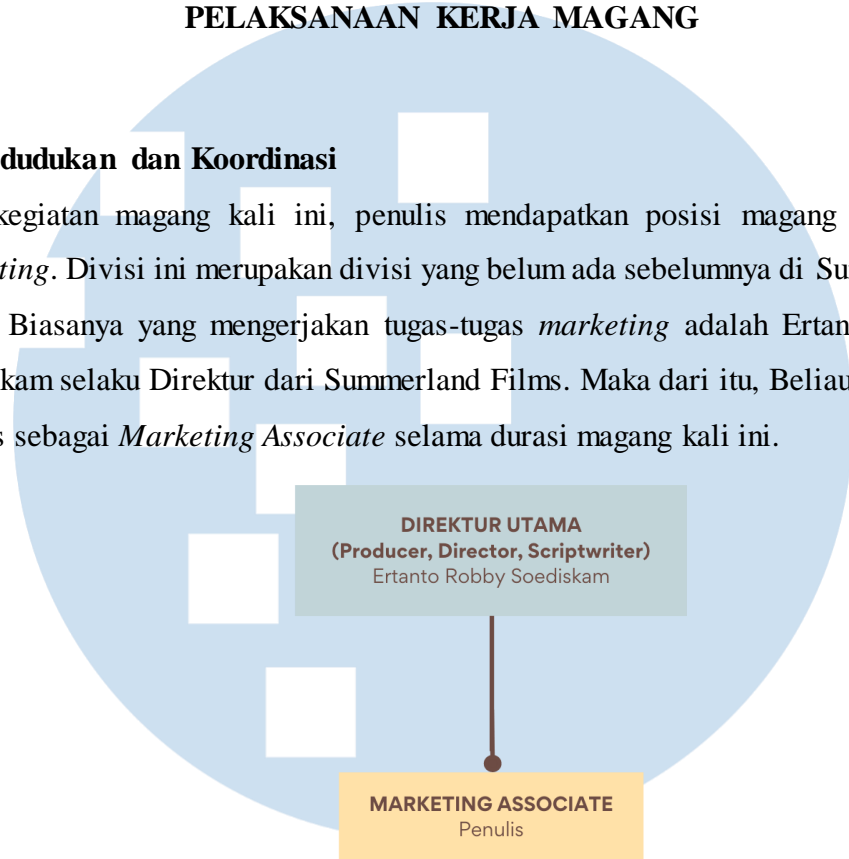 PELAKSANAAN KERJA MAGANG
dudukan dan Koordinasi
kegiatan magang kali ini, penulis mendapatkan posisi magang
ting. Divisi ini merupakan divisi yang belum ada sebelumnya di Su
Biasanya yang mengerjakan tugas-tugas marketing adalah Ertan
kam selaku Direktur dari Summerland Films. Maka dari itu, Beliau
s sebagai Marketing Associate selama durasi magang kali ini.
DIREKTUR UTAMA
(Producer, Director, Scriptwriter)
Ertanto Robby Soediskam
MARKETING ASSOCIATE
Penulis